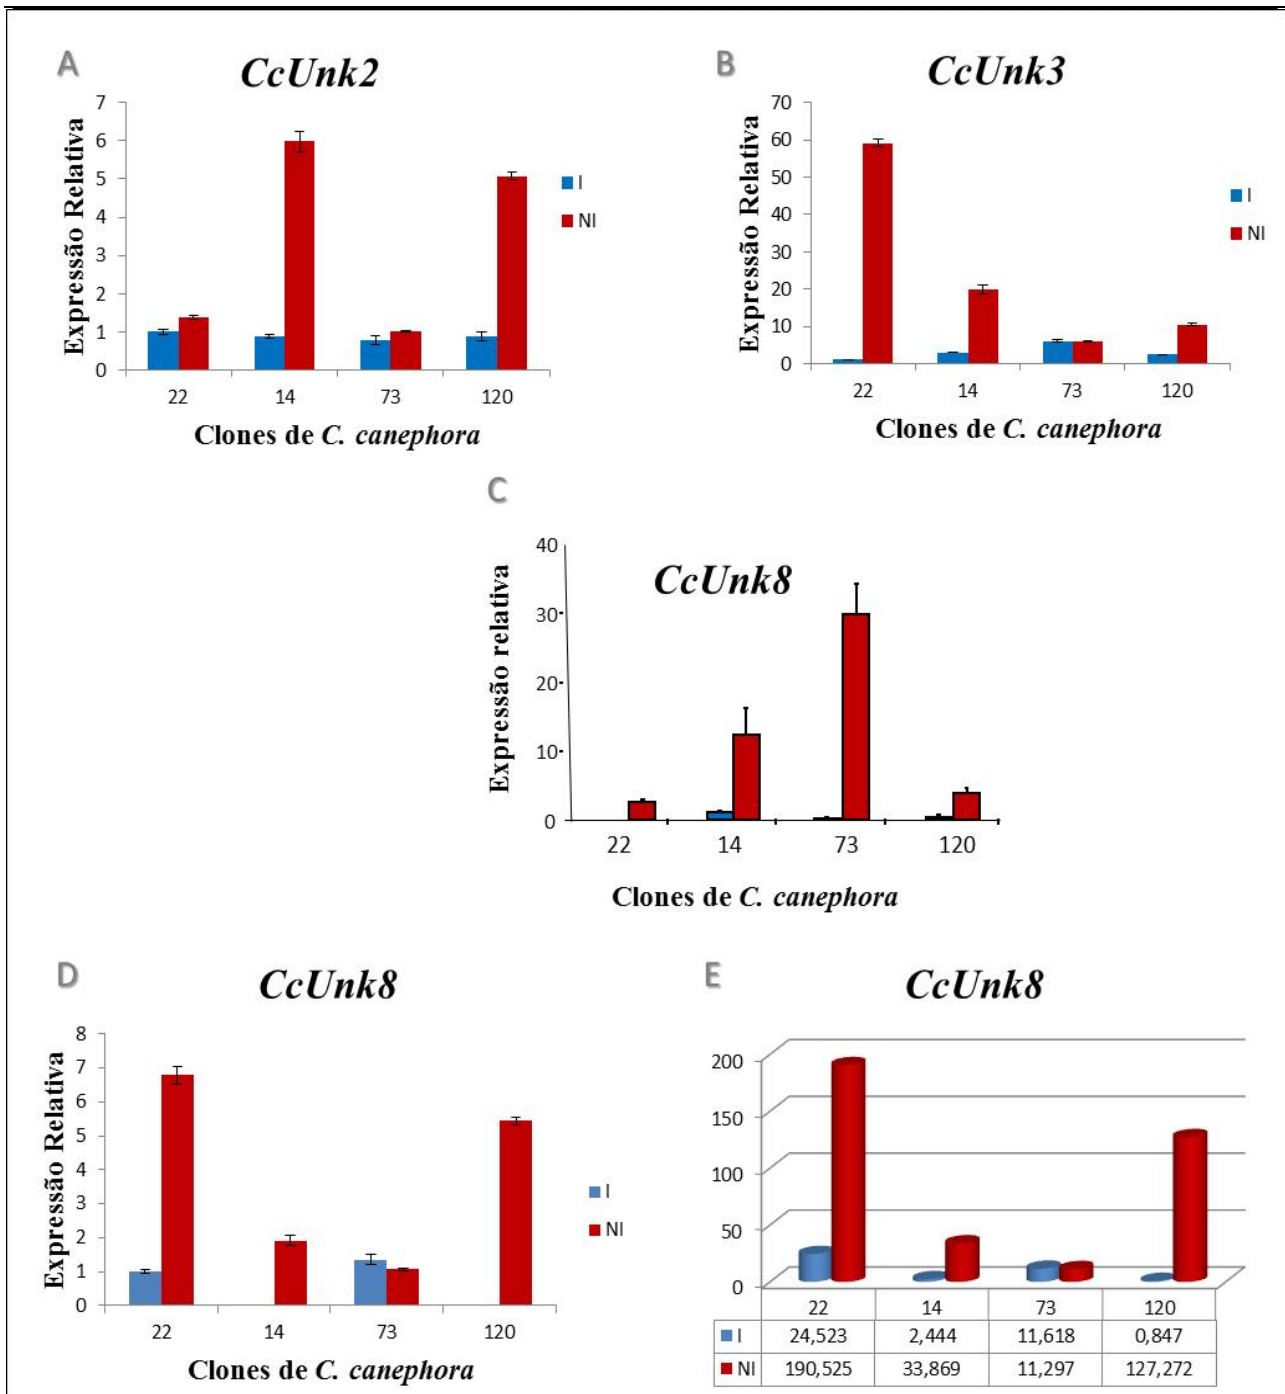 A
CcUnk2
Expressão Relativa
7
6
5
4
3
2
1
0
22 14 73 120
Clones de C. canephora
I
NI
B
CcUnk3
Expressão Relativa
70
60
50
40
30
20
10
0
22 14 73 120
Clones de C. canephora
I
NI
C
CcUnk8
Expressão relativa
40
30
20
10
0
22 14 73 120
Clones de C. canephora
D
CcUnk8
Expressão Relativa
8
7
6
5
4
3
2
1
0
22 14 73 120
Clones de C. canephora
I
NI
E
CcUnk8
200
150
100
50
0
22 14 73 120
I 24,523 2,444 11,618 0,847
NI 190,525 33,869 11,297 127,272